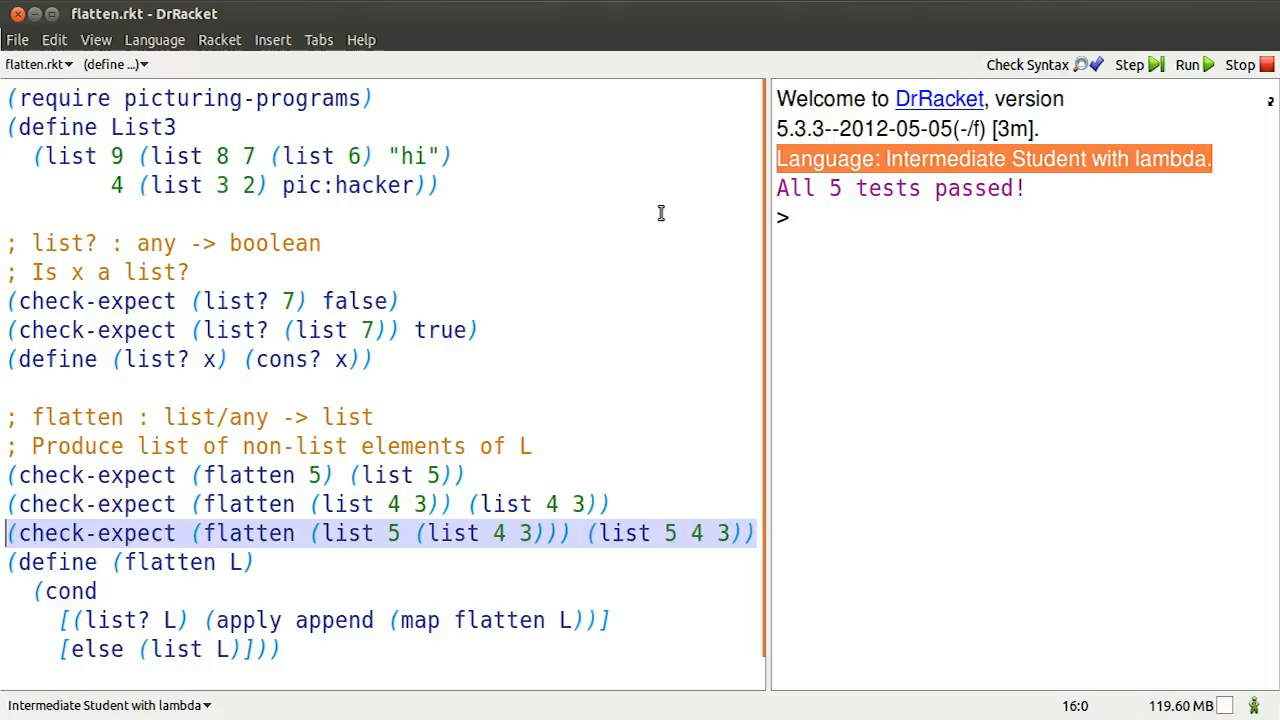 flatten.rkt - DrRacket
File Edit View Language Racket Insert Tabs Help
flatten.rkt▾ (define ...)▾ Check Syntax Step Run Stop
(require picturing-programs)
(define List3
  (list 9 (list 8 7 (list 6) "hi")
        4 (list 3 2) pic:hacker))
; list? : any -> boolean
; Is x a list?
(check-expect (list? 7) false)
(check-expect (list? (list 7)) true)
(define (list? x) (cons? x))
; flatten : list/any -> list
; Produce list of non-list elements of L
(check-expect (flatten 5) (list 5))
(check-expect (flatten (list 4 3)) (list 4 3))
(check-expect (flatten (list 5 (list 4 3))) (list 5 4 3))
(define (flatten L)
  (cond
    [(list? L) (apply append (map flatten L))]
    [else (list L)]))
Welcome to DrRacket, version
5.3.3--2012-05-05(-/f) [3m].
Language: Intermediate Student with lambda.
All 5 tests passed!
>
Intermediate Student with lambda▾ 16:0 119.60 MB